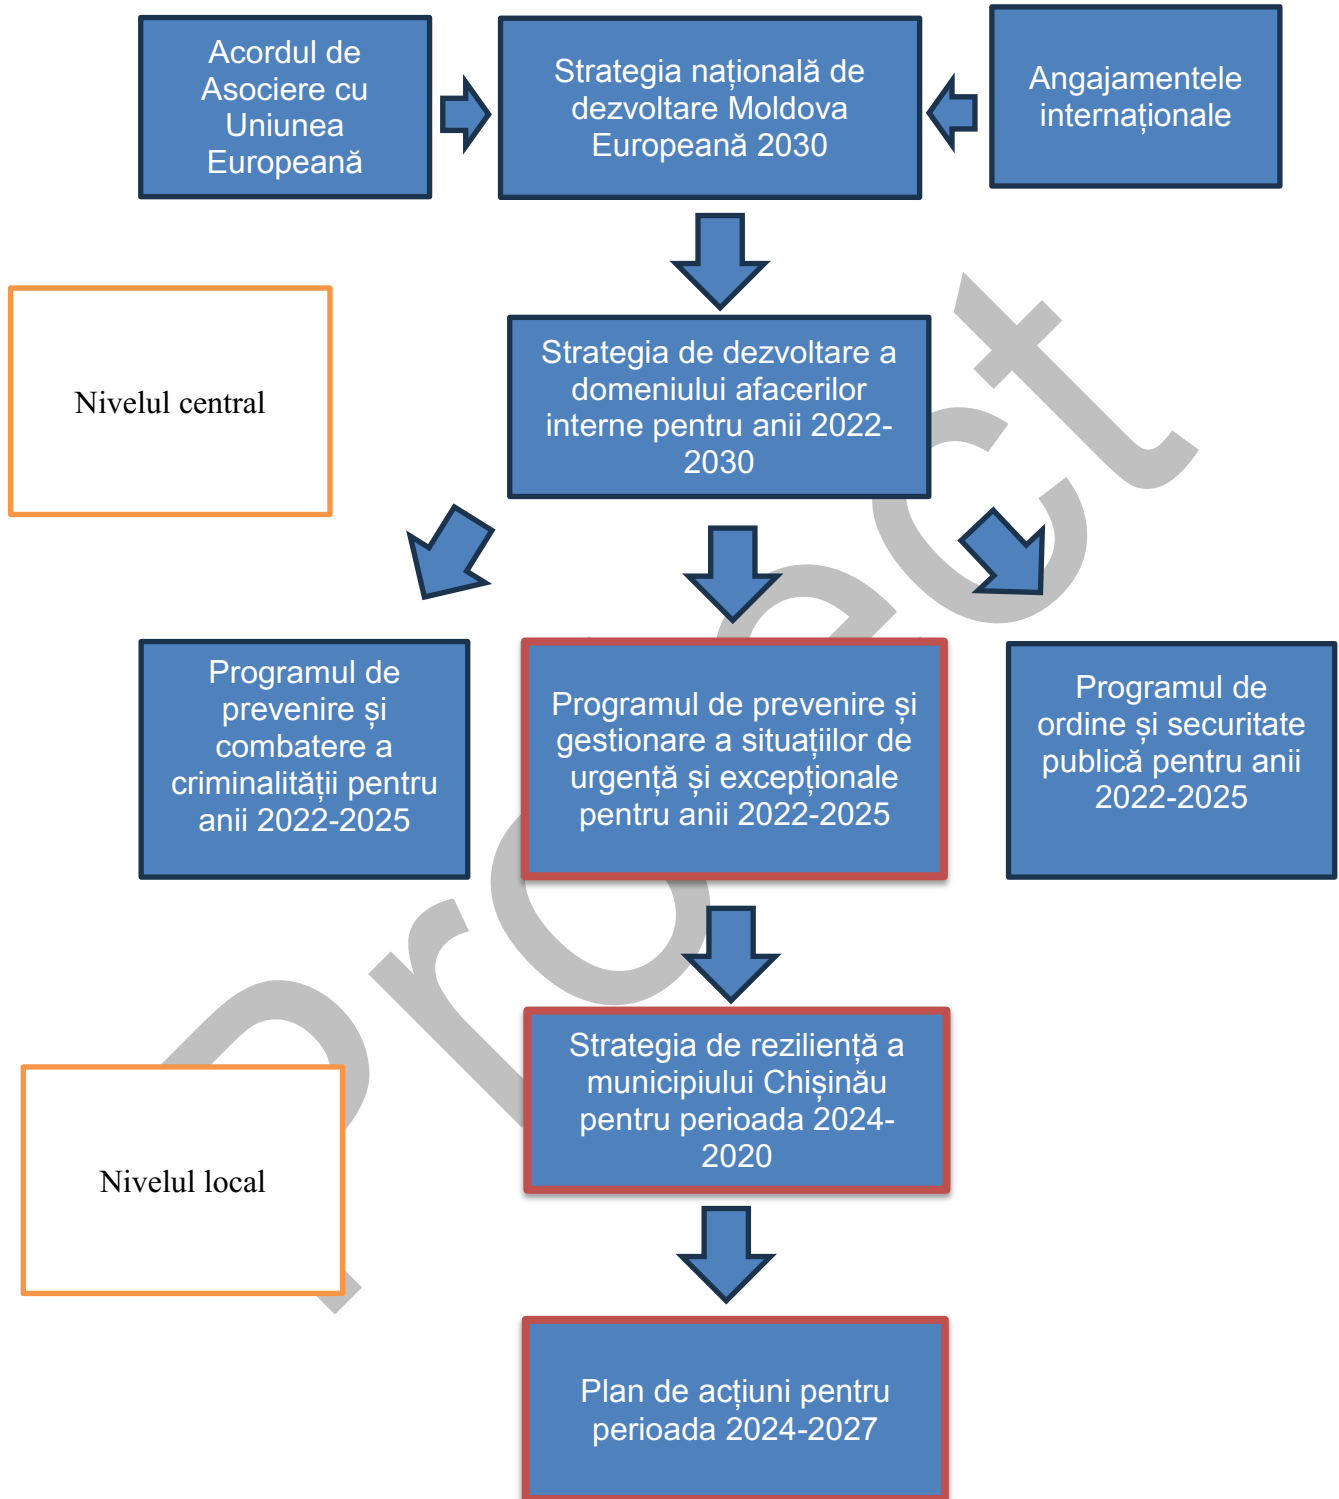 Acordul de
Asociere cu
Uniunea
Europeană
Strategia națională de
dezvoltare Moldova
Europeană 2030
Angajamentele
internaționale
Nivelul central
Strategia de dezvoltare a
domeniului afacerilor
interne pentru anii 2022-
2030
Programul de
prevenire și
combatere a
criminalității pentru
anii 2022-2025
Programul de prevenire și
gestionare a situațiilor de
urgență și excepționale
pentru anii 2022-2025
Programul de
ordine și securitate
publică pentru anii
2022-2025
Strategia de reziliență a
municipiului Chișinău
pentru perioada 2024-
2020
Nivelul local
Plan de acțiuni pentru
perioada 2024-2027
Proiect